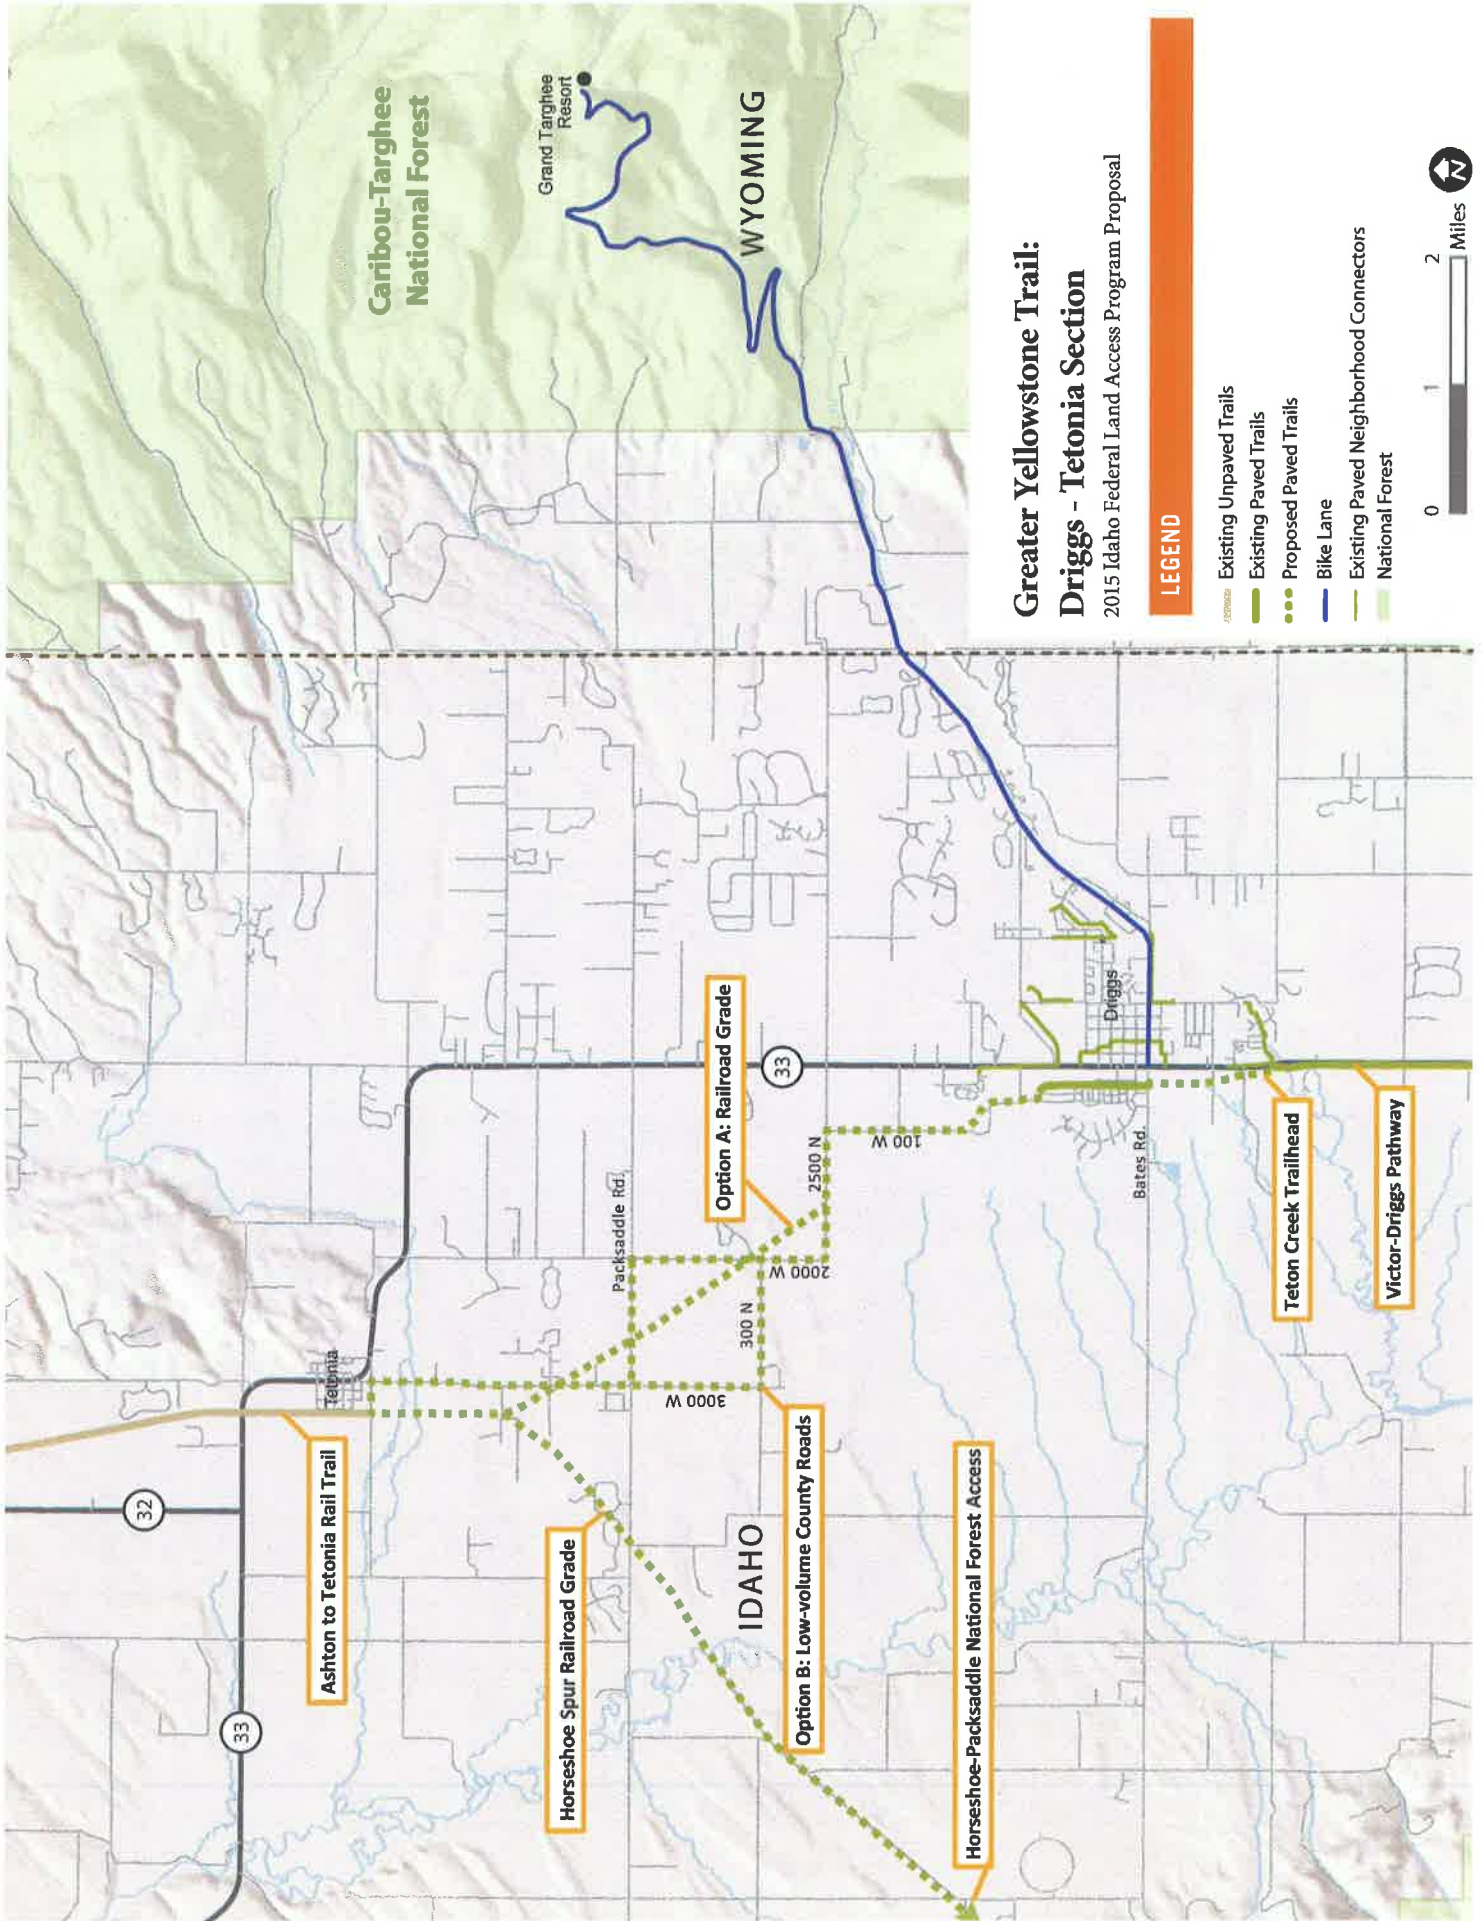 Caribou-Targhee
National Forest
Grand Targhee
Resort
WYOMING
Greater Yellowstone Trail:
Driggs - Tetonia Section
2015 Idaho Federal Land Access Program Proposal
LEGEND
Existing Unpaved Trails
Existing Paved Trails
Proposed Paved Trails
Bike Lane
Existing Paved Neighborhood Connectors
National Forest
0
1
2
Miles
N
32
33
33
Tetonia
Ashton to Tetonia Rail Trail
Horseshoe Spur Railroad Grade
Packsaddle Rd.
Option A: Railroad Grade
2500 N
100 W
2000 W
300 N
3000 W
Option B: Low-volume County Roads
IDAHO
Horseshoe-Packsaddle National Forest Access
Driggs
Bates Rd.
Teton Creek Trailhead
Victor-Driggs Pathway